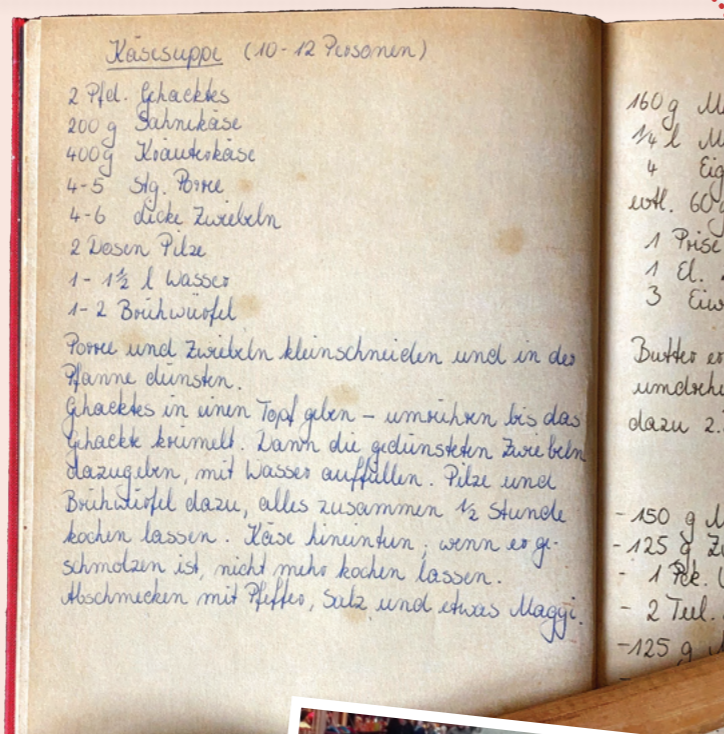 Käsesuppe (10-12 Personen)
2 Pfd. Gehacktes
200 g Sahnekäse
400g Kräuterkäse
4-5 Stg. Porree
4-6 dicke Zwiebeln
2 Dosen Pilze
1 - 1½ l Wasser
1-2 Brühwürfel
Porree und Zwiebeln kleinschneiden und in der
Pfanne dünsten.
Gehacktes in einen Topf geben – umrühren bis das
Gehackte krümelt. Dann die gedünsteten Zwiebeln
dazugeben, mit Wasser auffüllen. Pilze und
Brühwürfel dazu, alles zusammen ½ Stunde
kochen lassen. Käse hineintun, wenn er ge-
schmolzen ist, nicht mehr kochen lassen.
Abschmecken mit Pfeffer, Salz und etwas Maggi.
160 g
¼ l
4
evtl. 60
1 Prise
1 El.
3
Butter
dazu 2.
-150 g
-125 g
- 1 Pck.
- 2 Teel.
-125 g